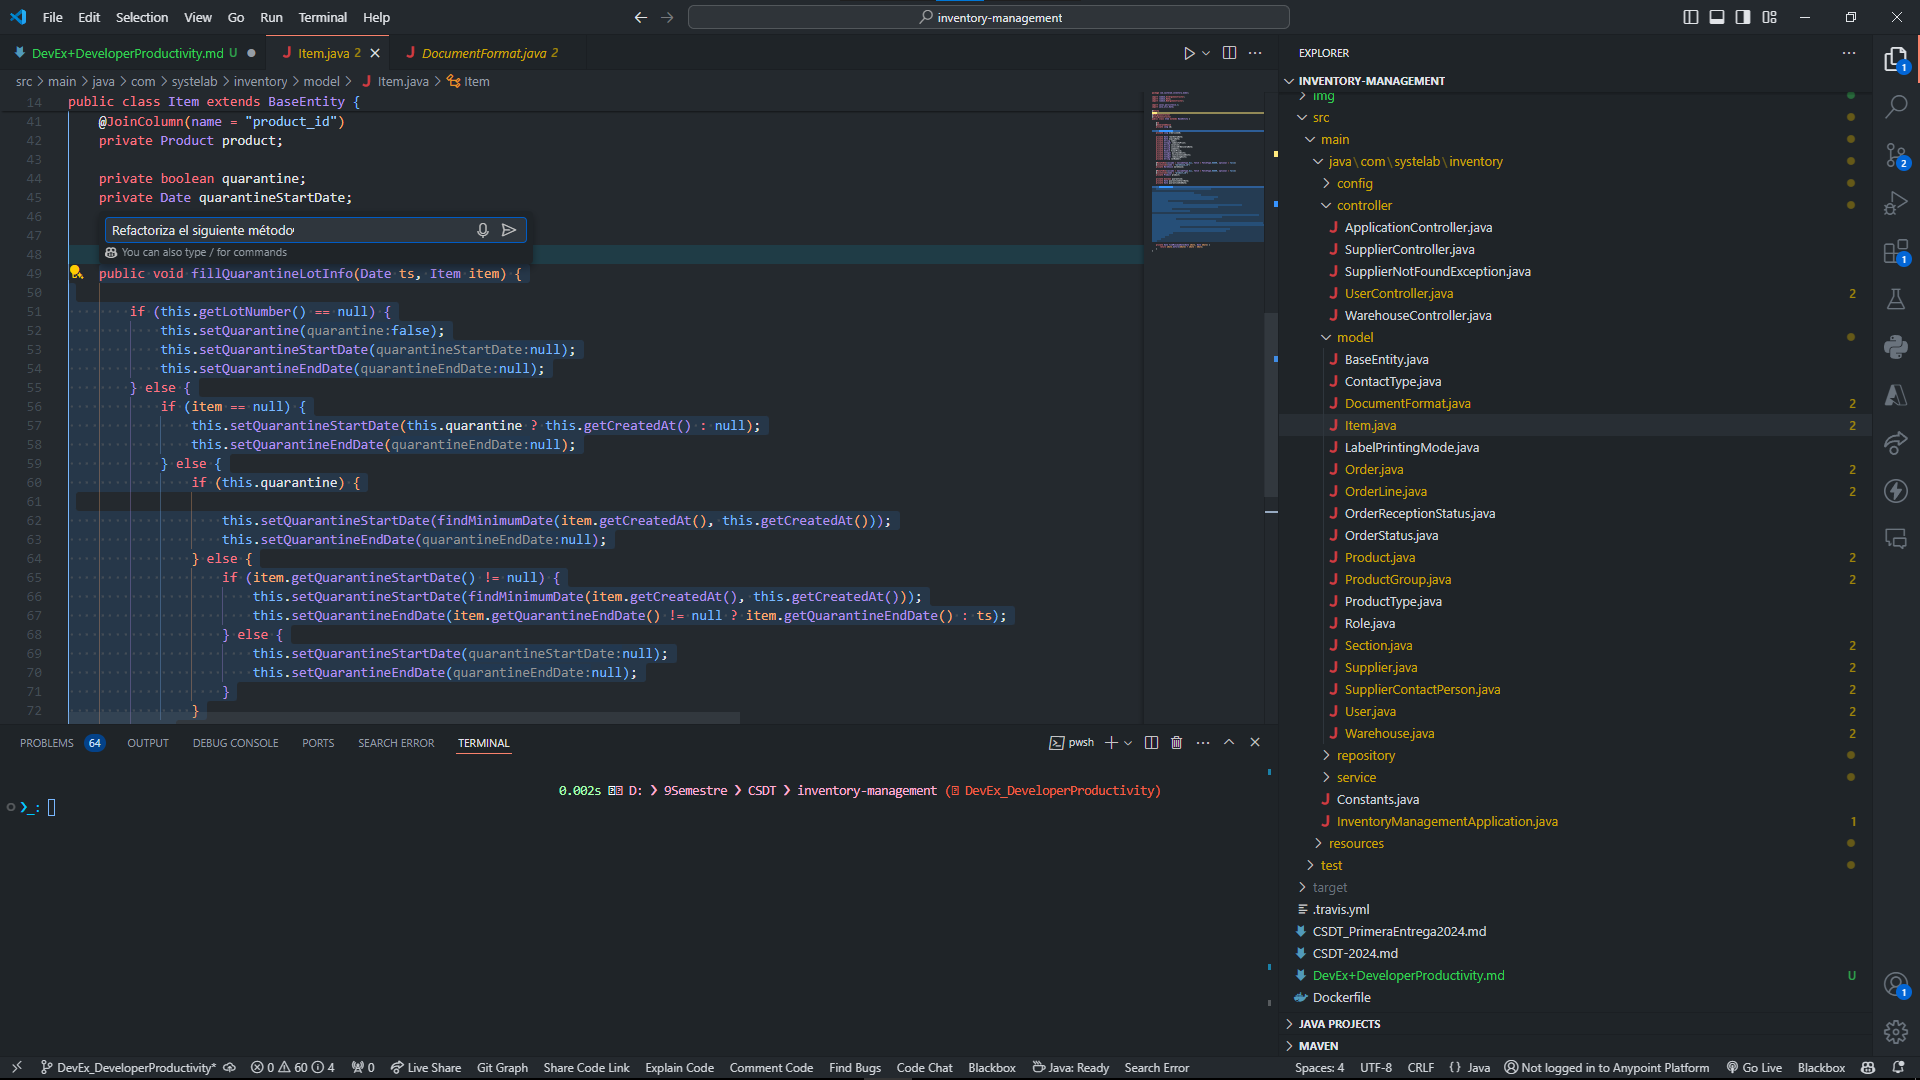 File Edit Selection View Go Run Terminal Help
inventory-management
DevEx+DeveloperProductivity.md U
Item.java 2
DocumentFormat.java 2
src > main > java > com > systelab > inventory > model > Item.java > Item
14 public class Item extends BaseEntity {
41 @JoinColumn(name = "product_id")
42 private Product product;
43
44 private boolean quarantine;
45 private Date quarantineStartDate;
46
47
Refactoriza el siguiente método
You can also type / for commands
48
49 public void fillQuarantineLotInfo(Date ts, Item item) {
50
51 if (this.getLotNumber() == null) {
52 this.setQuarantine(quarantine:false);
53 this.setQuarantineStartDate(quarantineStartDate:null);
54 this.setQuarantineEndDate(quarantineEndDate:null);
55 } else {
56 if (item == null) {
57 this.setQuarantineStartDate(this.quarantine ? this.getCreatedAt() : null);
58 this.setQuarantineEndDate(quarantineEndDate:null);
59 } else {
60 if (this.quarantine) {
61
62 this.setQuarantineStartDate(findMinimumDate(item.getCreatedAt(), this.getCreatedAt()));
63 this.setQuarantineEndDate(quarantineEndDate:null);
64 } else {
65 if (item.getQuarantineStartDate() != null) {
66 this.setQuarantineStartDate(findMinimumDate(item.getCreatedAt(), this.getCreatedAt()));
67 this.setQuarantineEndDate(item.getQuarantineEndDate() != null ? item.getQuarantineEndDate() : ts);
68 } else {
69 this.setQuarantineStartDate(quarantineStartDate:null);
70 this.setQuarantineEndDate(quarantineEndDate:null);
71 }
72 }
PROBLEMS 64 OUTPUT DEBUG CONSOLE PORTS SEARCH ERROR TERMINAL
pwsh
0.002s D: ❯ 9Semestre ❯ CSDT ❯ inventory-management ( DevEx_DeveloperProductivity)
❯_:
EXPLORER
INVENTORY-MANAGEMENT
img
src
main
java\com\systelab\inventory
config
controller
ApplicationController.java
SupplierController.java
SupplierNotFoundException.java
UserController.java 2
WarehouseController.java
model
BaseEntity.java
ContactType.java
DocumentFormat.java 2
Item.java 2
LabelPrintingMode.java
Order.java 2
OrderLine.java 2
OrderReceptionStatus.java
OrderStatus.java
Product.java 2
ProductGroup.java 2
ProductType.java
Role.java
Section.java 2
Supplier.java 2
SupplierContactPerson.java 2
User.java 2
Warehouse.java 2
repository
service
Constants.java
InventoryManagementApplication.java 1
resources
test
target
.travis.yml
CSDT_PrimeraEntrega2024.md
CSDT-2024.md
DevEx+DeveloperProductivity.md U
Dockerfile
JAVA PROJECTS
MAVEN
1
2
1
1
DevEx_DeveloperProductivity* 0 60 4 0 Live Share Git Graph Share Code Link Explain Code Comment Code Find Bugs Code Chat Blackbox Java: Ready Search Error Spaces: 4 UTF-8 CRLF {} Java Not logged in to Anypoint Platform Go Live Blackbox